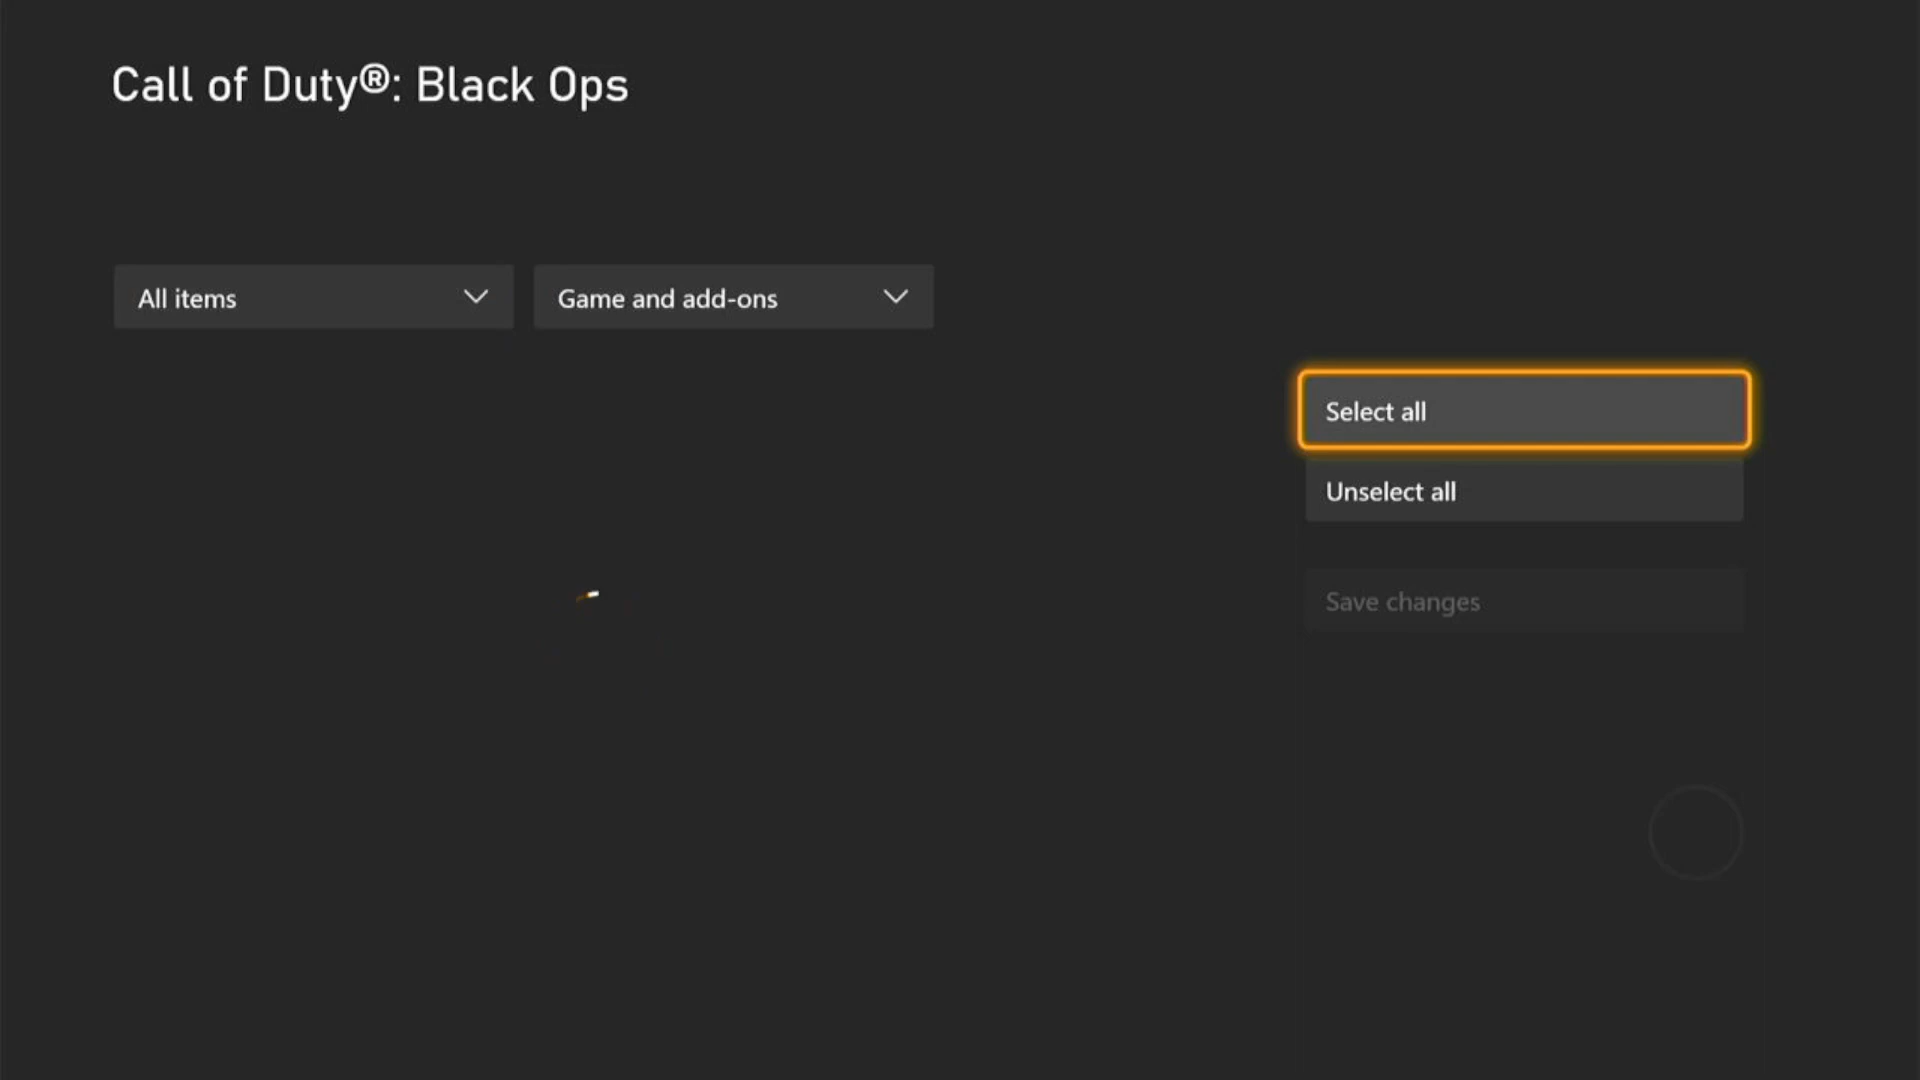 Call of Duty®: Black Ops
All items
Game and add-ons
Select all
Unselect all
Save changes